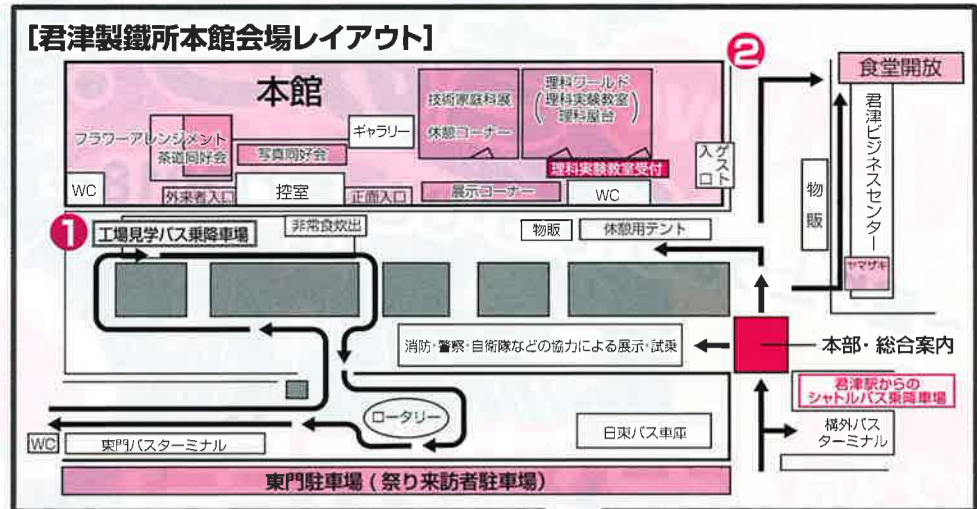 [君津製鐵所本館会場レイアウト]
本館
フラワーアレンジメント
茶道同好会
写真同好会
ギャラリー
技術家庭科展
休憩コーナー
理科ワールド
(理科実験教室
理科屋台)
理科実験教室受付
WC
外来者入口
控室
正面入口
展示コーナー
WC
ゲスト
入口
2
食堂開放
君津ビジネスセンター
物販
ヤマザキ
1
工場見学バス乗降車場
非常食炊出
物販
休憩用テント
消防・警察・自衛隊などの協力による展示・試乗
本部・総合案内
君津駅からの
シャトルバス乗降車場
構外バス
ターミナル
ロータリー
WC
東門バスターミナル
日東バス車庫
東門駐車場(祭り来訪者駐車場)